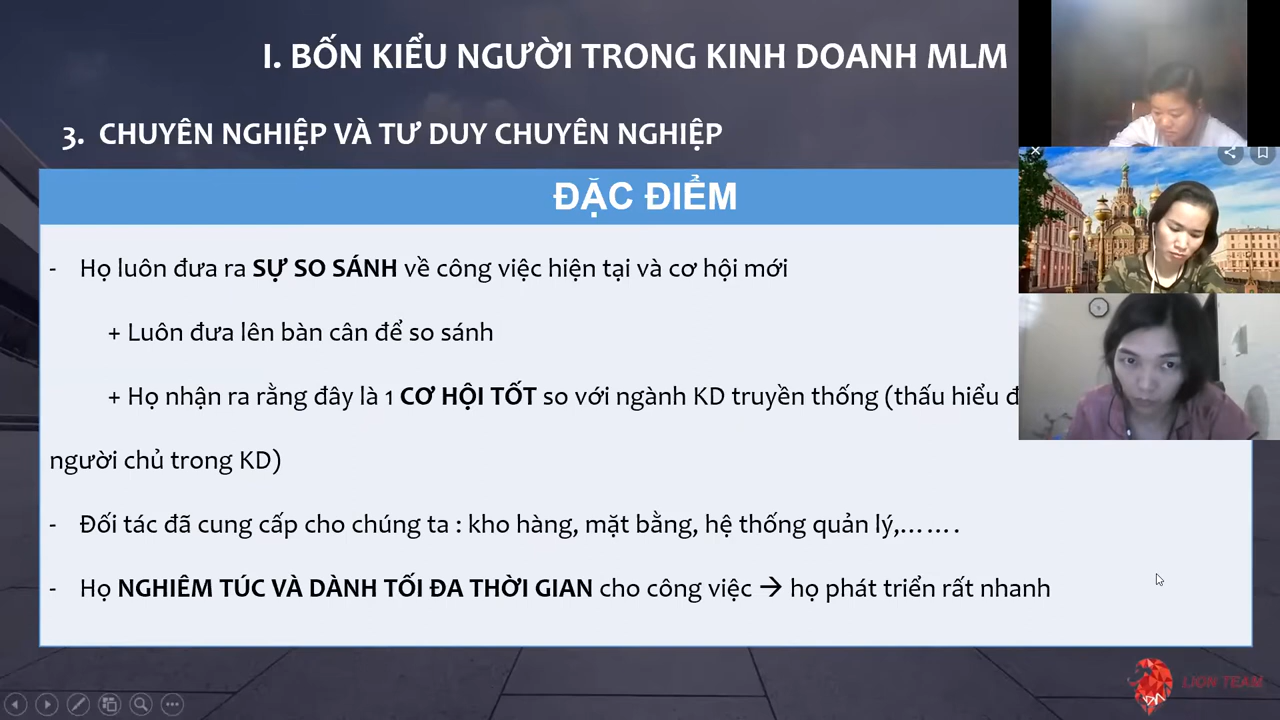 I. BỐN KIỂU NGƯỜI TRONG KINH DOANH MLM
3. CHUYÊN NGHIỆP VÀ TƯ DUY CHUYÊN NGHIỆP
ĐẶC ĐIỂM
- Họ luôn đưa ra SỰ SO SÁNH về công việc hiện tại và cơ hội mới
+ Luôn đưa lên bàn cân để so sánh
+ Họ nhận ra rằng đây là 1 CƠ HỘI TỐT so với ngành KD truyền thống (thấu hiểu
người chủ trong KD)
- Đối tác đã cung cấp cho chúng ta : kho hàng, mặt bằng, hệ thống quản lý,.......
- Họ NGHIÊM TÚC VÀ DÀNH TỐI ĐA THỜI GIAN cho công việc → họ phát triển rất nhanh
LION TEAM